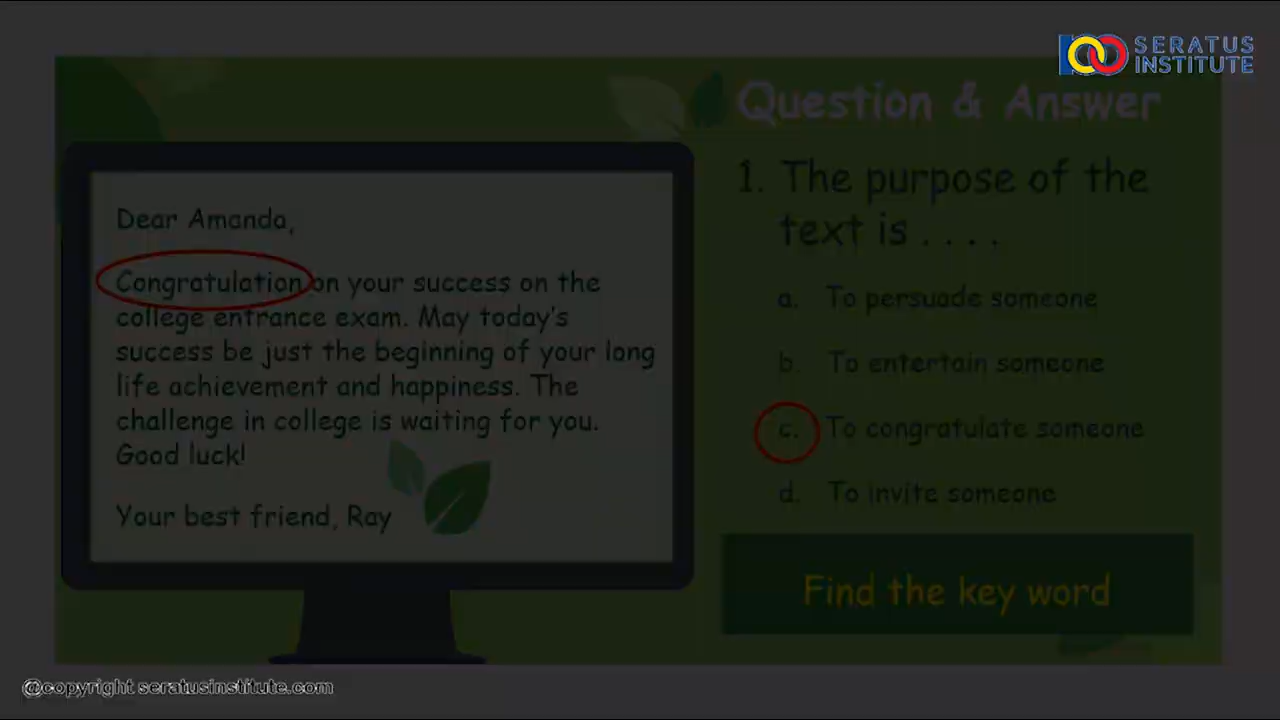 SERATUS
INSTITUTE
Question & Answer
Dear Amanda,
Congratulation on your success on the
college entrance exam. May today's
success be just the beginning of your long
life achievement and happiness. The
challenge in college is waiting for you.
Good luck!
Your best friend, Ray
1. The purpose of the
text is . . . .
a. To persuade someone
b. To entertain someone
c. To congratulate someone
d. To invite someone
Find the key word
@copyright seratusinstitute.com